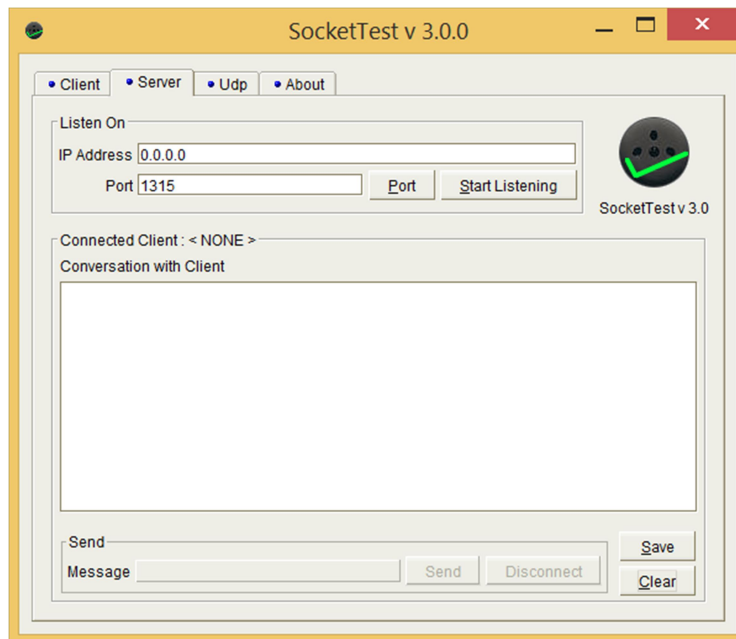 SocketTest v 3.0.0
Client
Server
Udp
About
Listen On
IP Address 0.0.0.0
Port 1315 Port Start Listening
SocketTest v 3.0
Connected Client : < NONE >
Conversation with Client
Send
Message Send Disconnect
Save
Clear